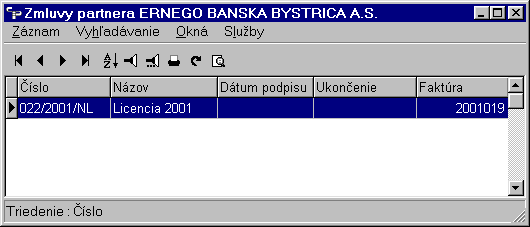 Zmluvy partnera ERNEGO BANSKA BYSTRICA A.S.
Záznam Vyhľadávanie Okná Služby
Číslo Názov Dátum podpisu Ukončenie Faktúra
022/2001/NL Licencia 2001 2001019
Triedenie : Číslo